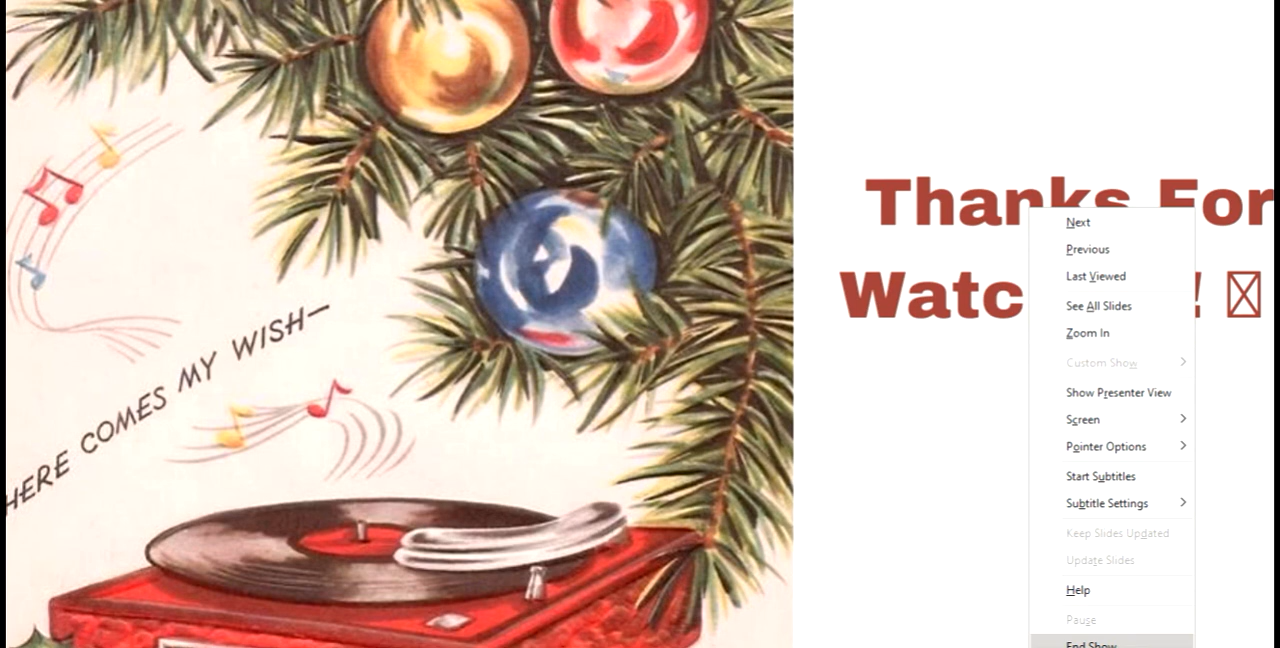 HERE COMES MY WISH—
Thanks For
Watc ! 
Next
Previous
Last Viewed
See All Slides
Zoom In
Custom Show
Show Presenter View
Screen
Pointer Options
Start Subtitles
Subtitle Settings
Keep Slides Updated
Update Slides
Help
Pause
End Show